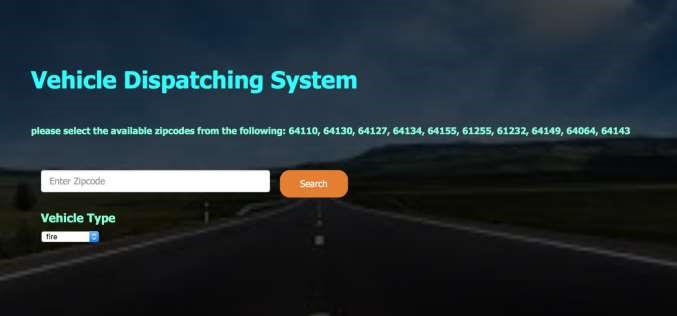 Vehicle Dispatching System
please select the available zipcodes from the following: 64110, 64130, 64127, 64134, 64155, 61255, 61232, 64149, 64064, 64143
Enter Zipcode
Search
Vehicle Type
fire